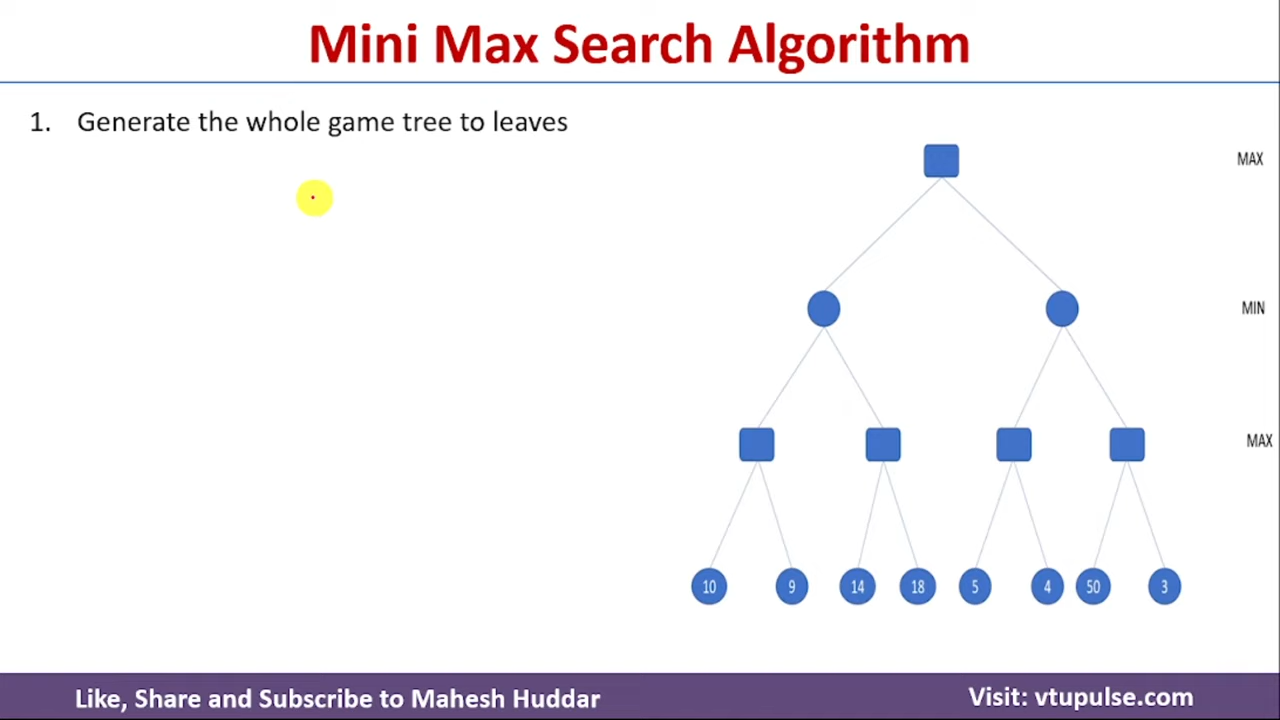 Mini Max Search Algorithm
1. Generate the whole game tree to leaves
MAX
MIN
MAX
10 9 14 18 5 4 50 3
Like, Share and Subscribe to Mahesh Huddar
Visit: vtupulse.com